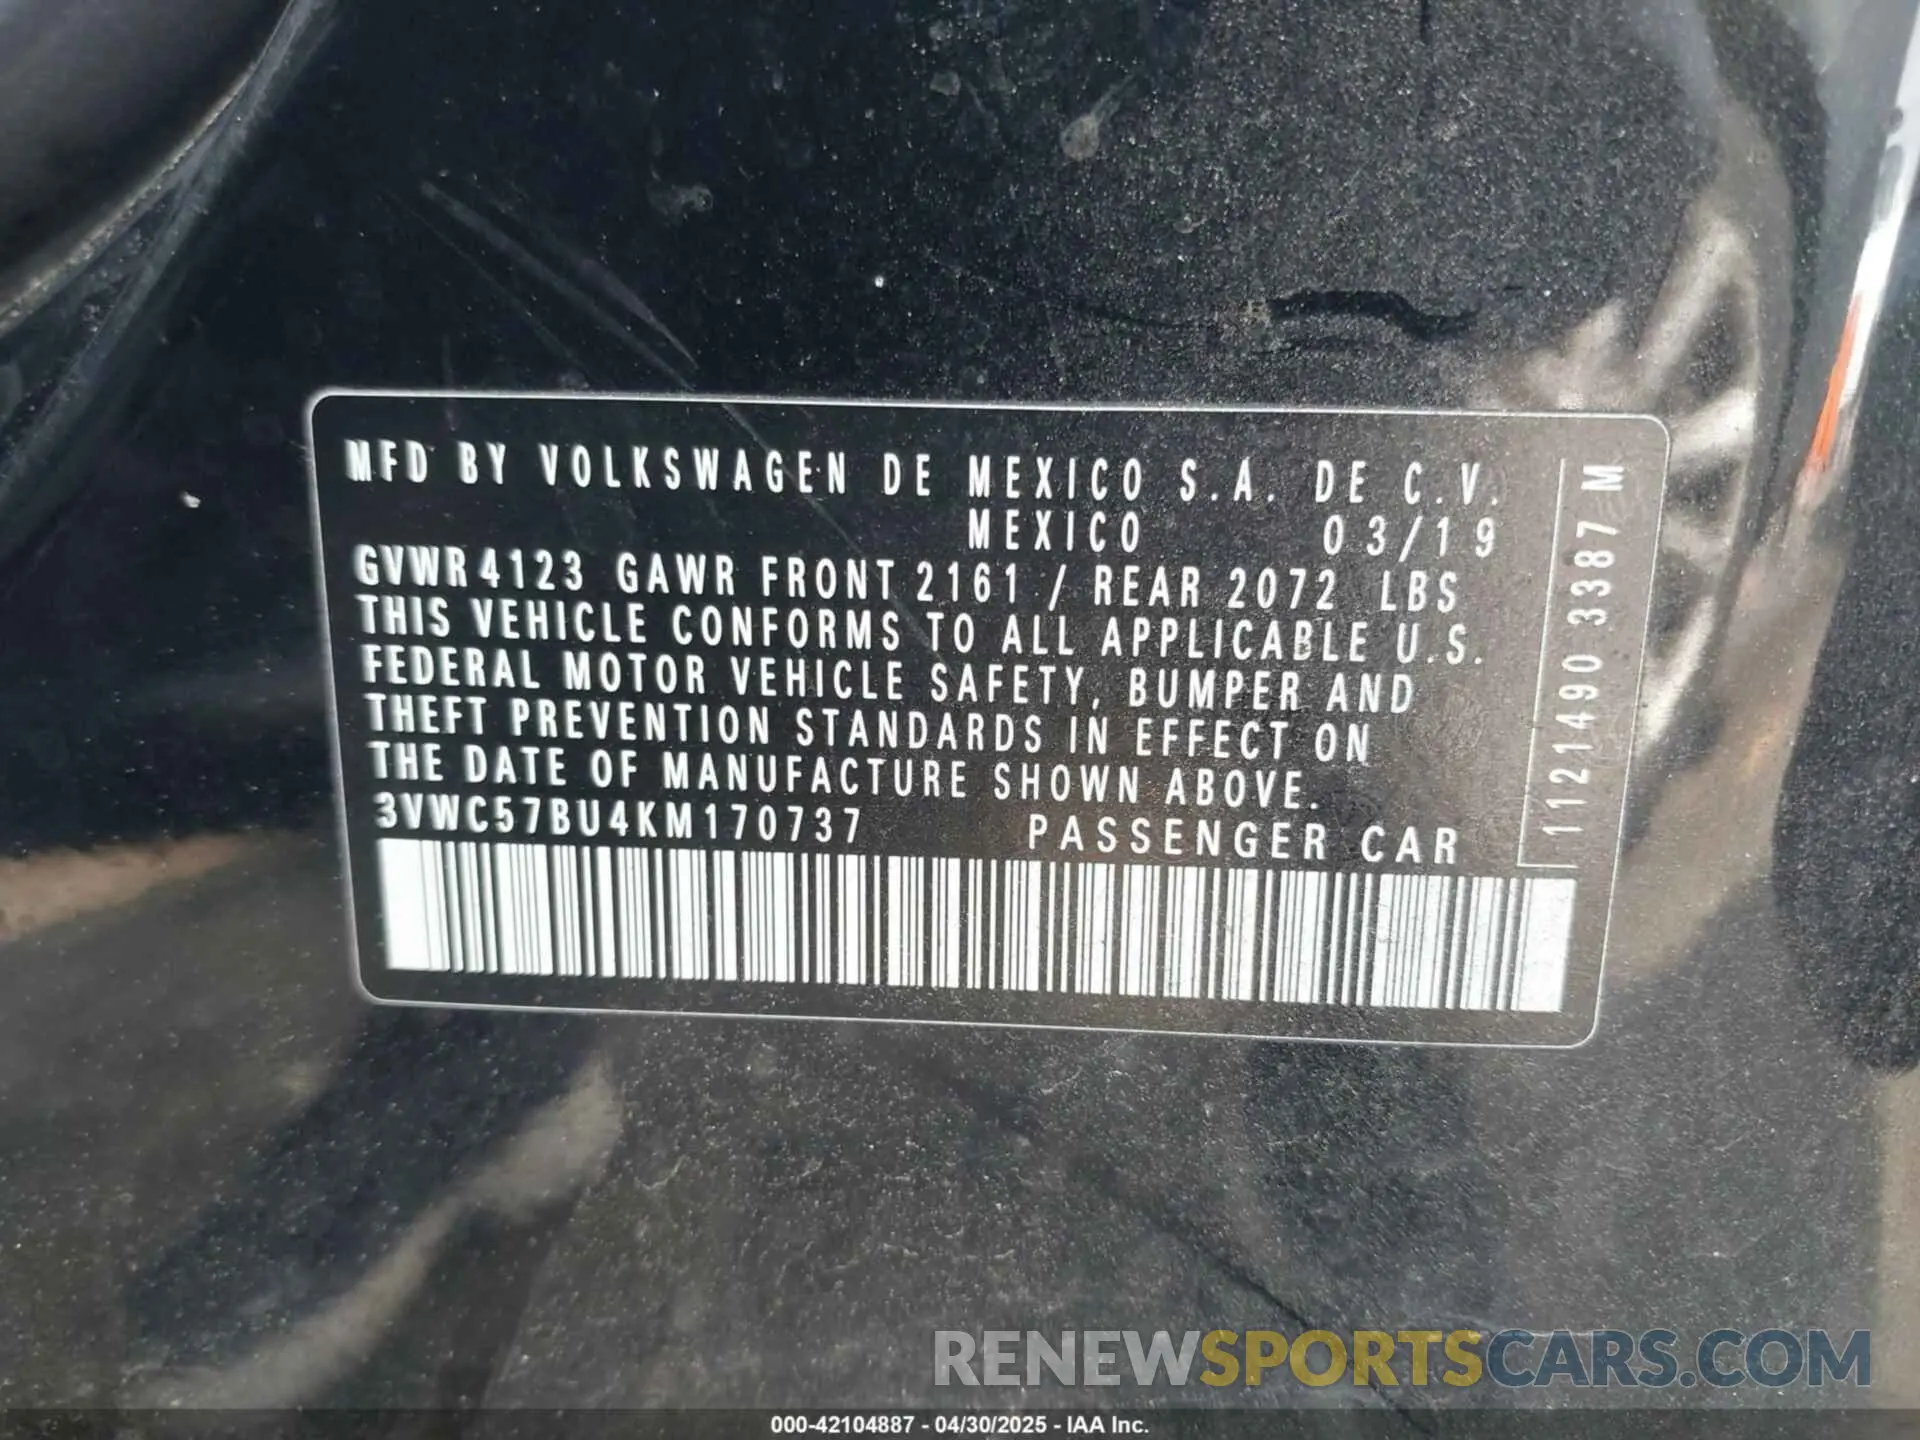 MFD BY VOLKSWAGEN DE MEXICO S.A. DE C.V.
MEXICO 03/19
GVWR 4123 GAWR FRONT 2161 / REAR 2072 LBS
THIS VEHICLE CONFORMS TO ALL APPLICABLE U.S.
FEDERAL MOTOR VEHICLE SAFETY, BUMPER AND
THEFT PREVENTION STANDARDS IN EFFECT ON
THE DATE OF MANUFACTURE SHOWN ABOVE.
3VWC57BU4KM170737 PASSENGER CAR
1121490 3387 M
RENEWSPORTSCARS.COM
000-42104887 - 04/30/2025 - IAA Inc.